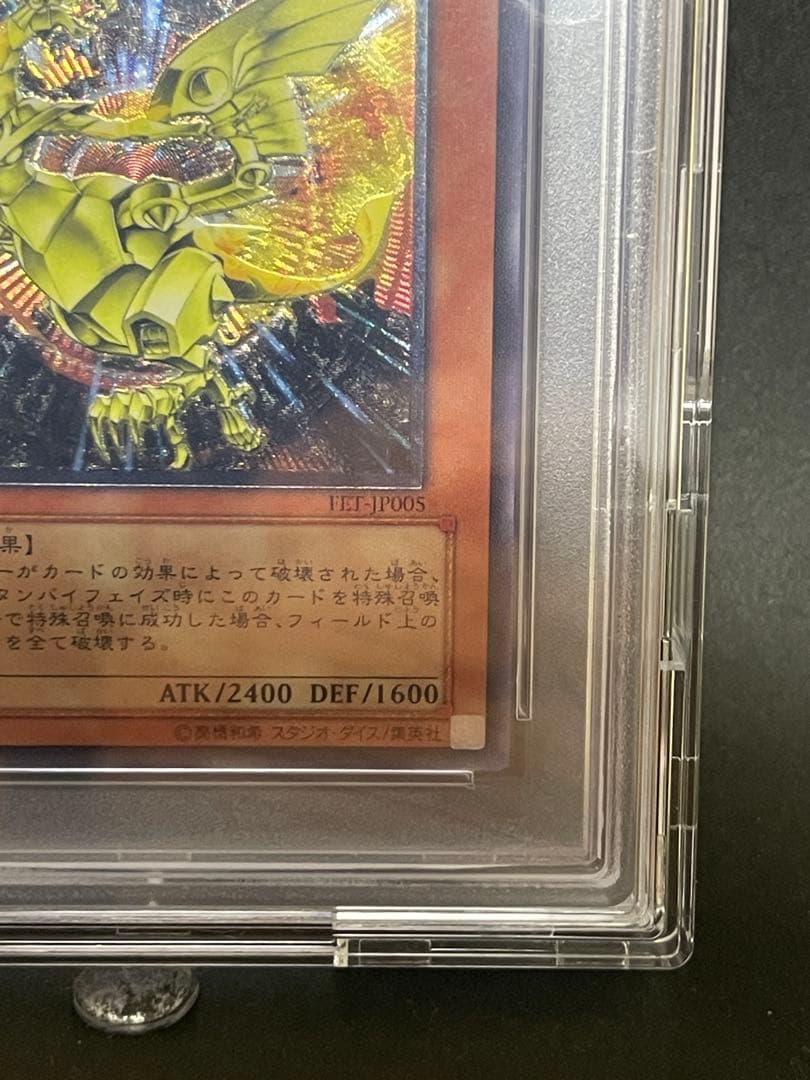 FET-JP005
果】
ーがカードの効果によって破壊された場合、
タンバイフェイズ時にこのカードを特殊召喚
で特殊召喚に成功した場合、フィールド上の
を全て破壊する。
ATK/2400 DEF/1600
©高橋和希 スタジオ・ダイス/集英社